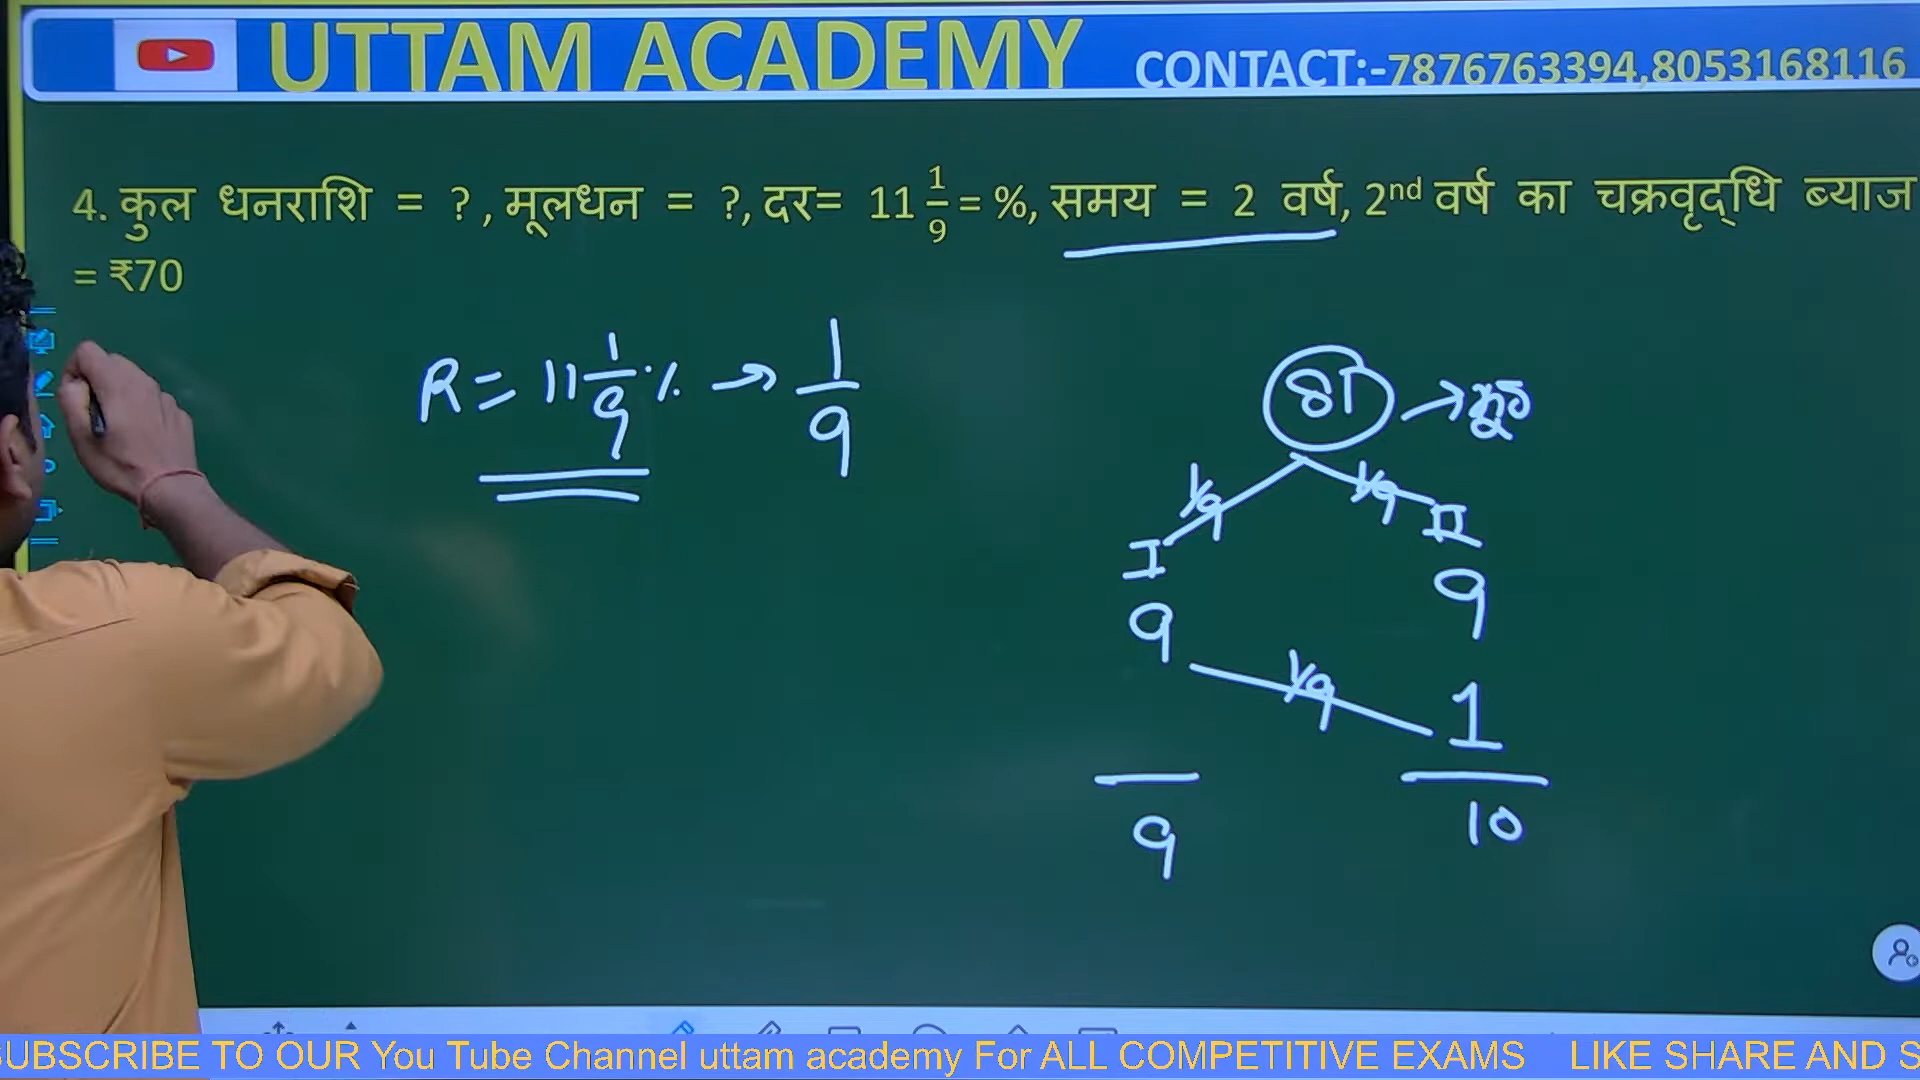 UTTAM ACADEMY CONTACT:-7876763394,8053168116
4. कुल धनराशि = ? , मूलधन = ?, दर= 11 1/9 = %, समय = 2 वर्ष, 2nd वर्ष का चक्रवृद्धि ब्याज
= ₹70
R = 11 1/9 % → 1/9
81 → मू०
1/9 1/9
I II
9 9
1/9 1
9 10
SUBSCRIBE TO OUR You Tube Channel uttam academy For ALL COMPETITIVE EXAMS LIKE SHARE AND S